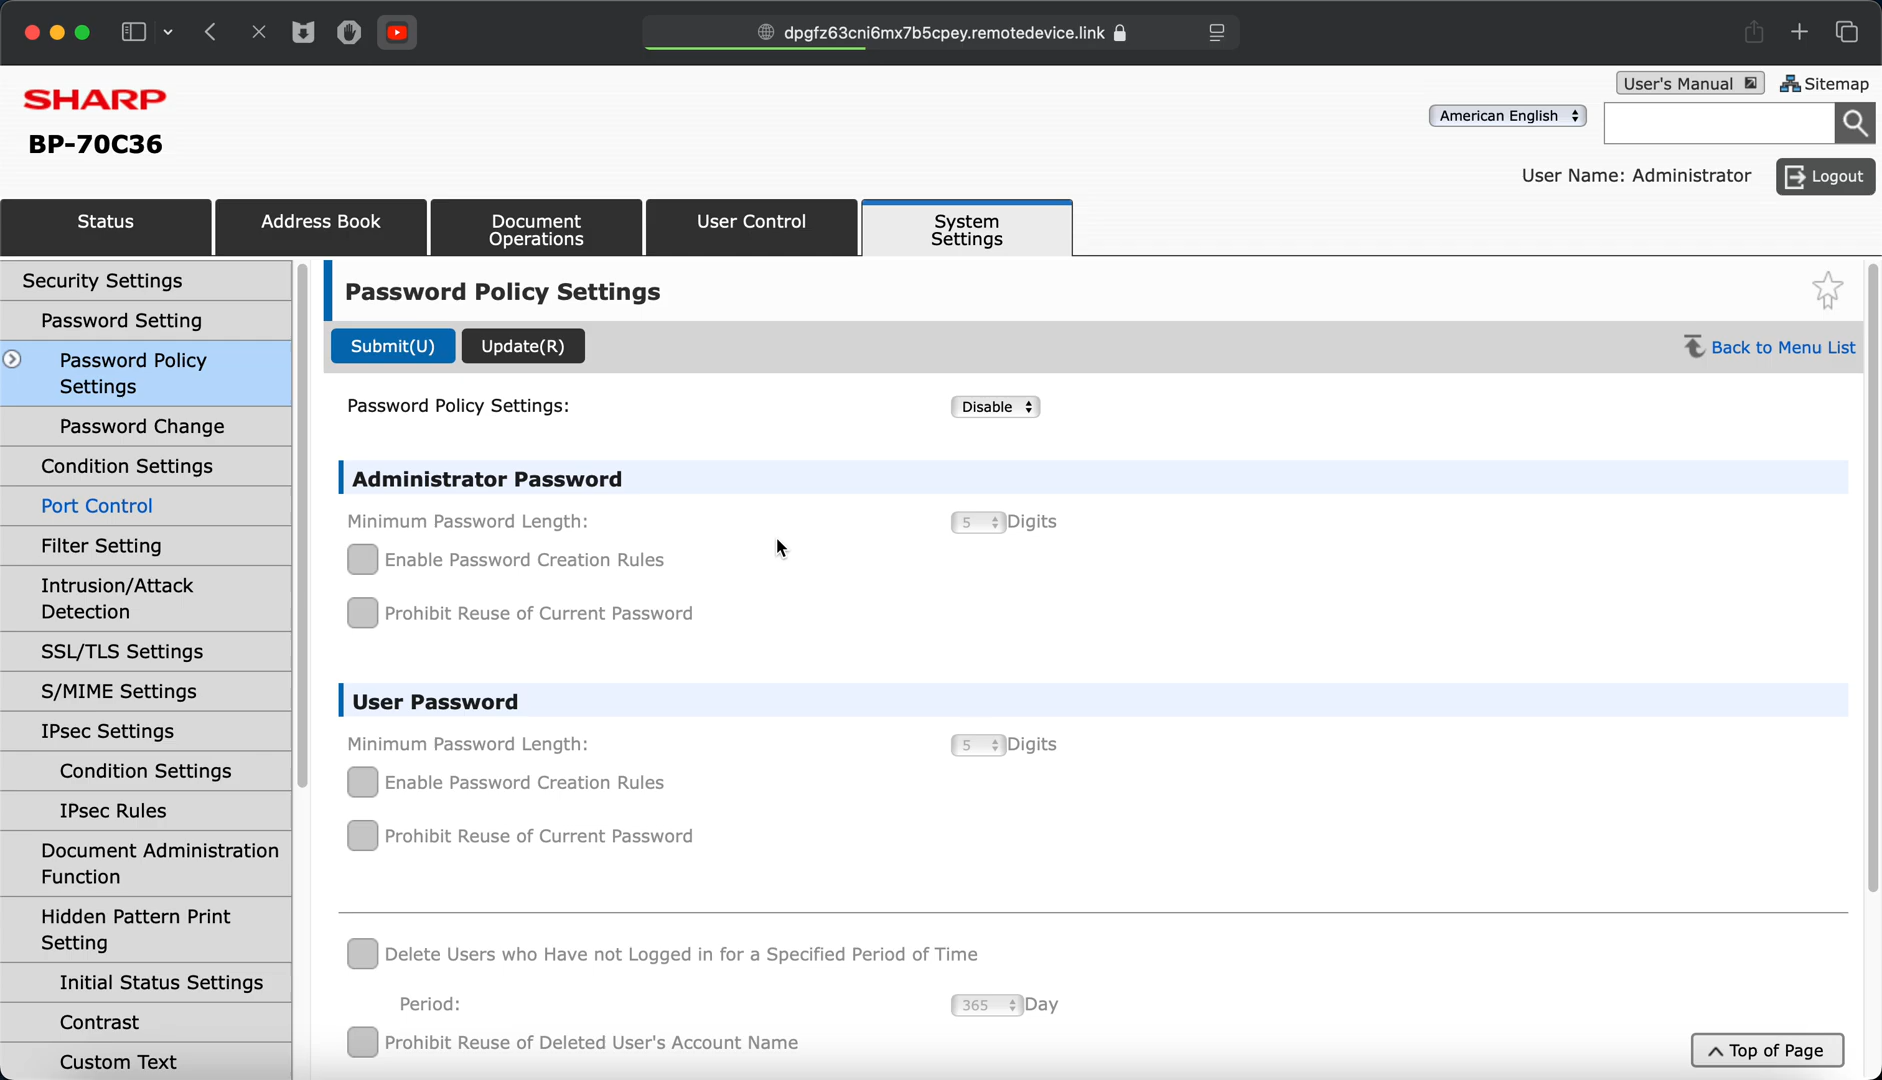 dpgfz63cni6mx7b5cpey.remotedevice.link
SHARP
BP-70C36
User's Manual
Sitemap
American English
User Name: Administrator
Logout
Status
Address Book
Document
Operations
User Control
System
Settings
Security Settings
Password Setting
Password Policy
Settings
Password Change
Condition Settings
Port Control
Filter Setting
Intrusion/Attack
Detection
SSL/TLS Settings
S/MIME Settings
IPsec Settings
Condition Settings
IPsec Rules
Document Administration
Function
Hidden Pattern Print
Setting
Initial Status Settings
Contrast
Custom Text
Password Policy Settings
Submit(U)
Update(R)
Back to Menu List
Password Policy Settings:
Disable
Administrator Password
Minimum Password Length:
5 Digits
Enable Password Creation Rules
Prohibit Reuse of Current Password
User Password
Minimum Password Length:
5 Digits
Enable Password Creation Rules
Prohibit Reuse of Current Password
Delete Users who Have not Logged in for a Specified Period of Time
Period:
365 Day
Prohibit Reuse of Deleted User's Account Name
Top of Page